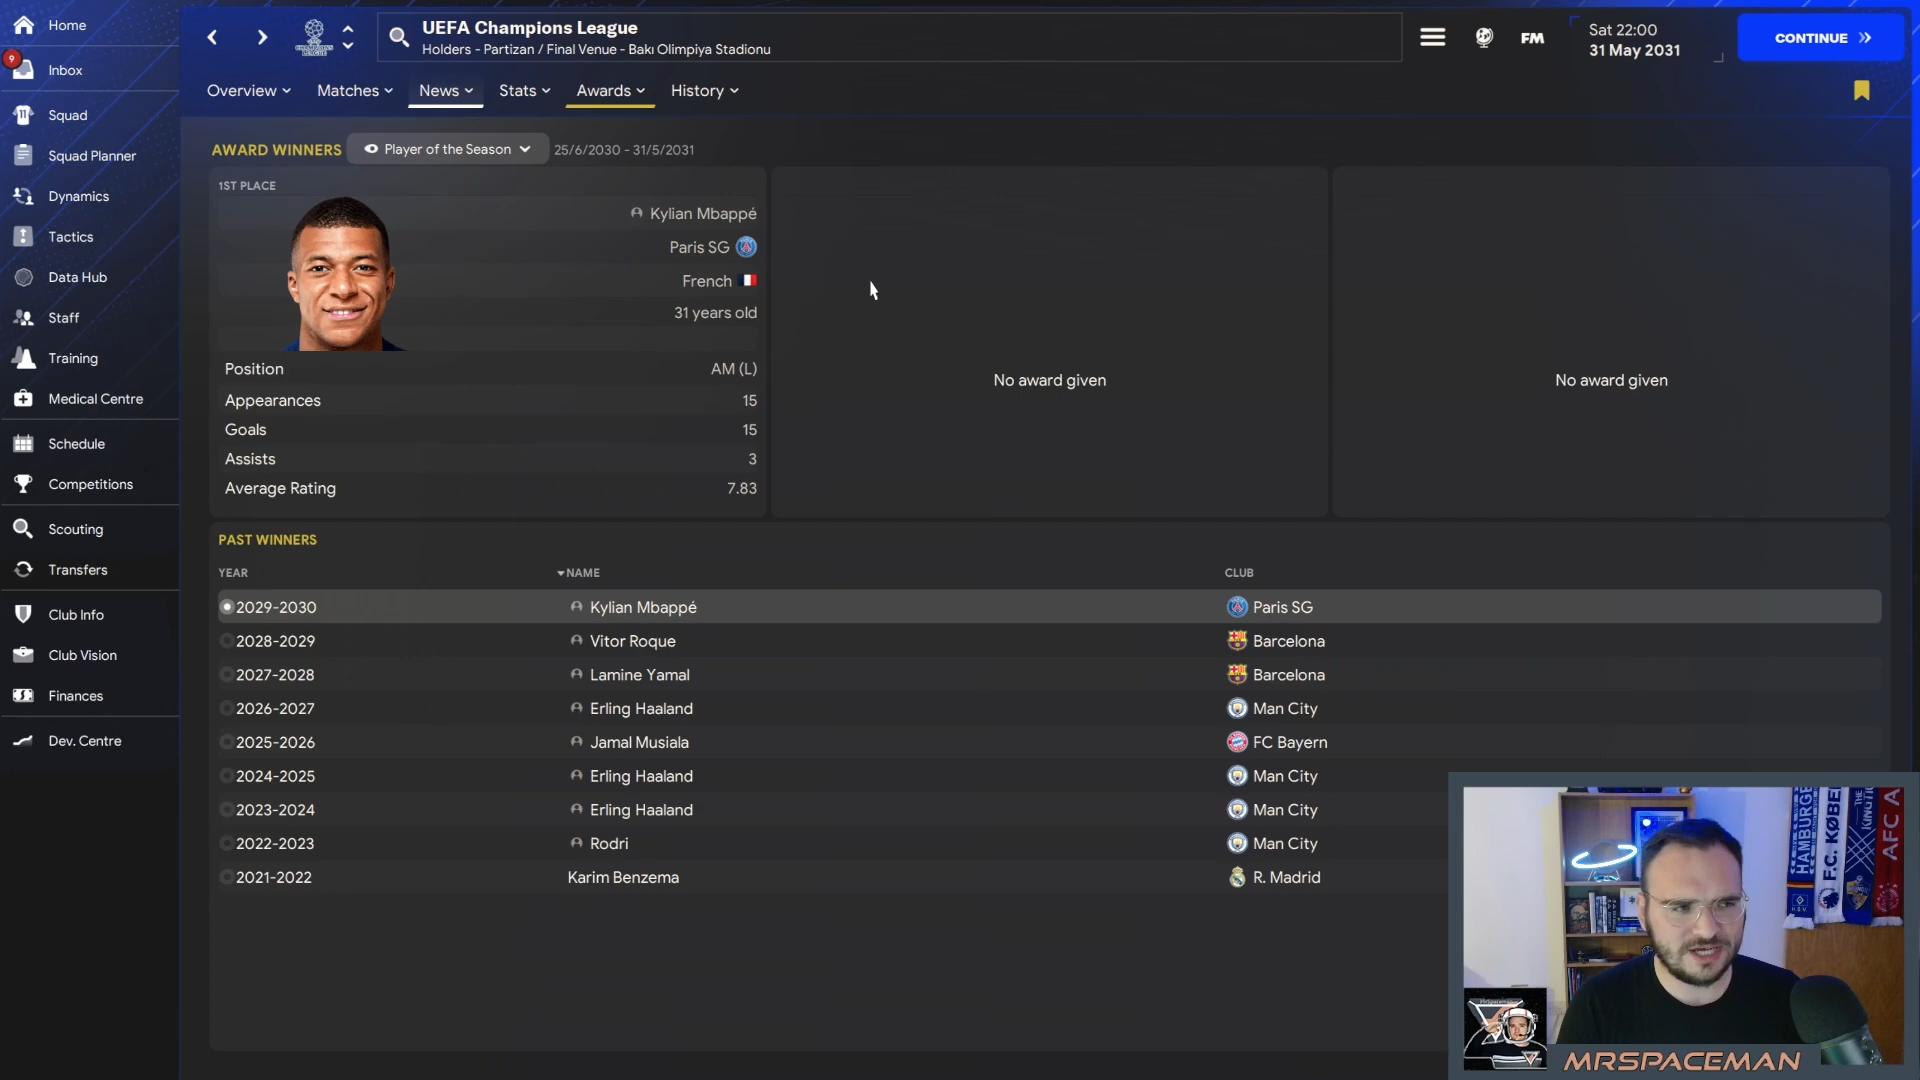 Home
9
Inbox
Squad
Squad Planner
Dynamics
Tactics
Data Hub
Staff
Training
Medical Centre
Schedule
Competitions
Scouting
Transfers
Club Info
Club Vision
Finances
Dev. Centre
UEFA Champions League
Holders - Partizan / Final Venue - Bakı Olimpiya Stadionu
FM
Sat 22:00
31 May 2031
CONTINUE
Overview Matches News Stats Awards History
AWARD WINNERS Player of the Season 25/6/2030 - 31/5/2031
1ST PLACE
Kylian Mbappé
Paris SG
French
31 years old
Position AM (L)
Appearances 15
Goals 15
Assists 3
Average Rating 7.83
No award given
No award given
PAST WINNERS
YEAR NAME CLUB
2029-2030 Kylian Mbappé Paris SG
2028-2029 Vitor Roque Barcelona
2027-2028 Lamine Yamal Barcelona
2026-2027 Erling Haaland Man City
2025-2026 Jamal Musiala FC Bayern
2024-2025 Erling Haaland Man City
2023-2024 Erling Haaland Man City
2022-2023 Rodri Man City
2021-2022 Karim Benzema R. Madrid
HAMBURGE
F.C. KØBE
AFC A
MRSPACEMAN